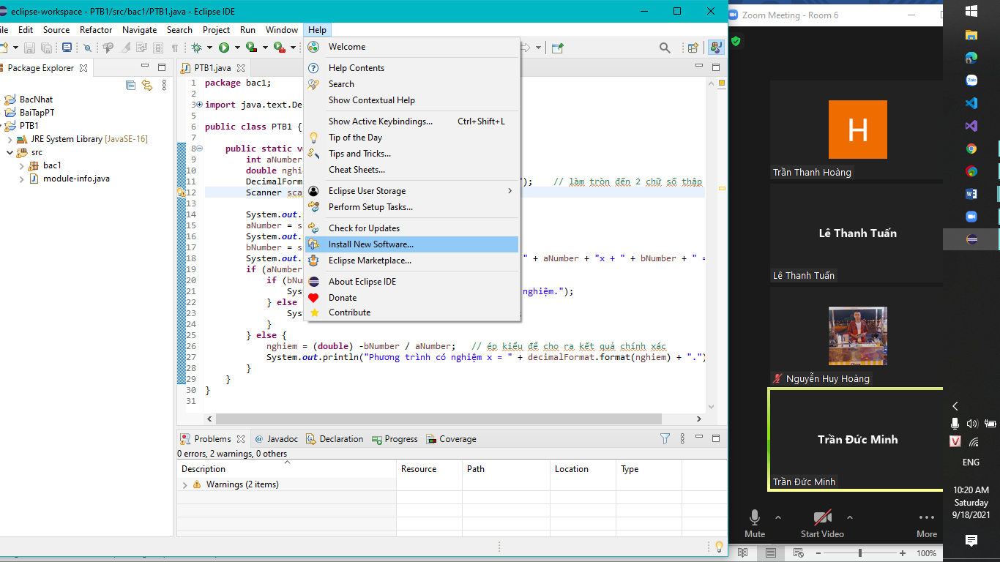 eclipse-workspace - PTB1/src/bac1/PTB1.java - Eclipse IDE
Edit Source Refactor Navigate Search Project Run Window Help
Package Explorer
BacNhat
BaiTapPT
PTB1
JRE System Library [JavaSE-16]
src
bac1
module-info.java
PTB1.java
1 package bac1;
2
3 import java.text.De
5
6 public class PTB1 {
7
8 public static vo
9 int aNumber
10 double nghi
11 DecimalForm "); // làm tròn đến 2 chữ số thập
12 Scanner sca
13
14 System.out.
15 aNumber = s
16 System.out.
17 bNumber = s
18 System.out. " + aNumber + "x + " + bNumber + " =
19 if (aNumber
20 if (bNu
21 Sys nghiệm.");
22 } else
23 Sys
24 }
25 } else {
26 nghiem = (double) -bNumber / aNumber; // ép kiểu để cho ra kết quả chính xác
27 System.out.println("Phương trình có nghiệm x = " + decimalFormat.format(nghiem) + ".")
28 }
29 }
30 }
31
Welcome
Help Contents
Search
Show Contextual Help
Show Active Keybindings... Ctrl+Shift+L
Tip of the Day
Tips and Tricks...
Cheat Sheets...
Eclipse User Storage
Perform Setup Tasks...
Check for Updates
Install New Software...
Eclipse Marketplace...
About Eclipse IDE
Donate
Contribute
Problems Javadoc Declaration Progress Coverage
0 errors, 2 warnings, 0 others
Description Resource Path Location Type
Warnings (2 items)
Zoom Meeting - Room 6
H
Trần Thanh Hoàng
Lê Thanh Tuấn
Lê Thanh Tuấn
Nguyễn Huy Hoàng
Trần Đức Minh
Trần Đức Minh
Mute Start Video More
100%
Zalo
ENG
10:20 AM
Saturday
9/18/2021